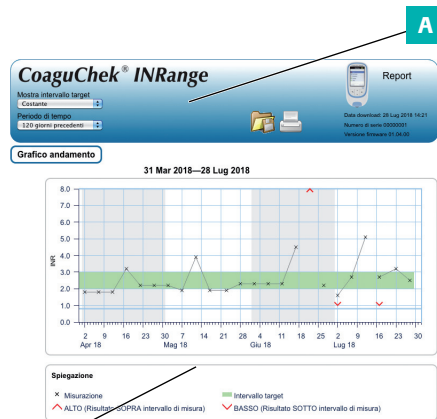 A
CoaguChek® INRange
Report
Mostra intervallo target
Costante
Periodo di tempo
120 giorni precedenti
Data download: 28 Lug 2018 14:21
Numero di serie 00000001
Versione firmware 01.04.00
Grafico andamento
31 Mar 2018—28 Lug 2018
8.0
7.0
6.0
5.0
4.0
3.0
2.0
1.0
0.0
INR
2 9 16 23 30 7 14 21 28 4 11 18 25 2 9 16 23 30
Apr 18 Mag 18 Giu 18 Lug 18
Spiegazione
× Misurazione Intervallo target
ALTO (Risultato SOPRA intervallo di misura) BASSO (Risultato SOTTO intervallo di misura)